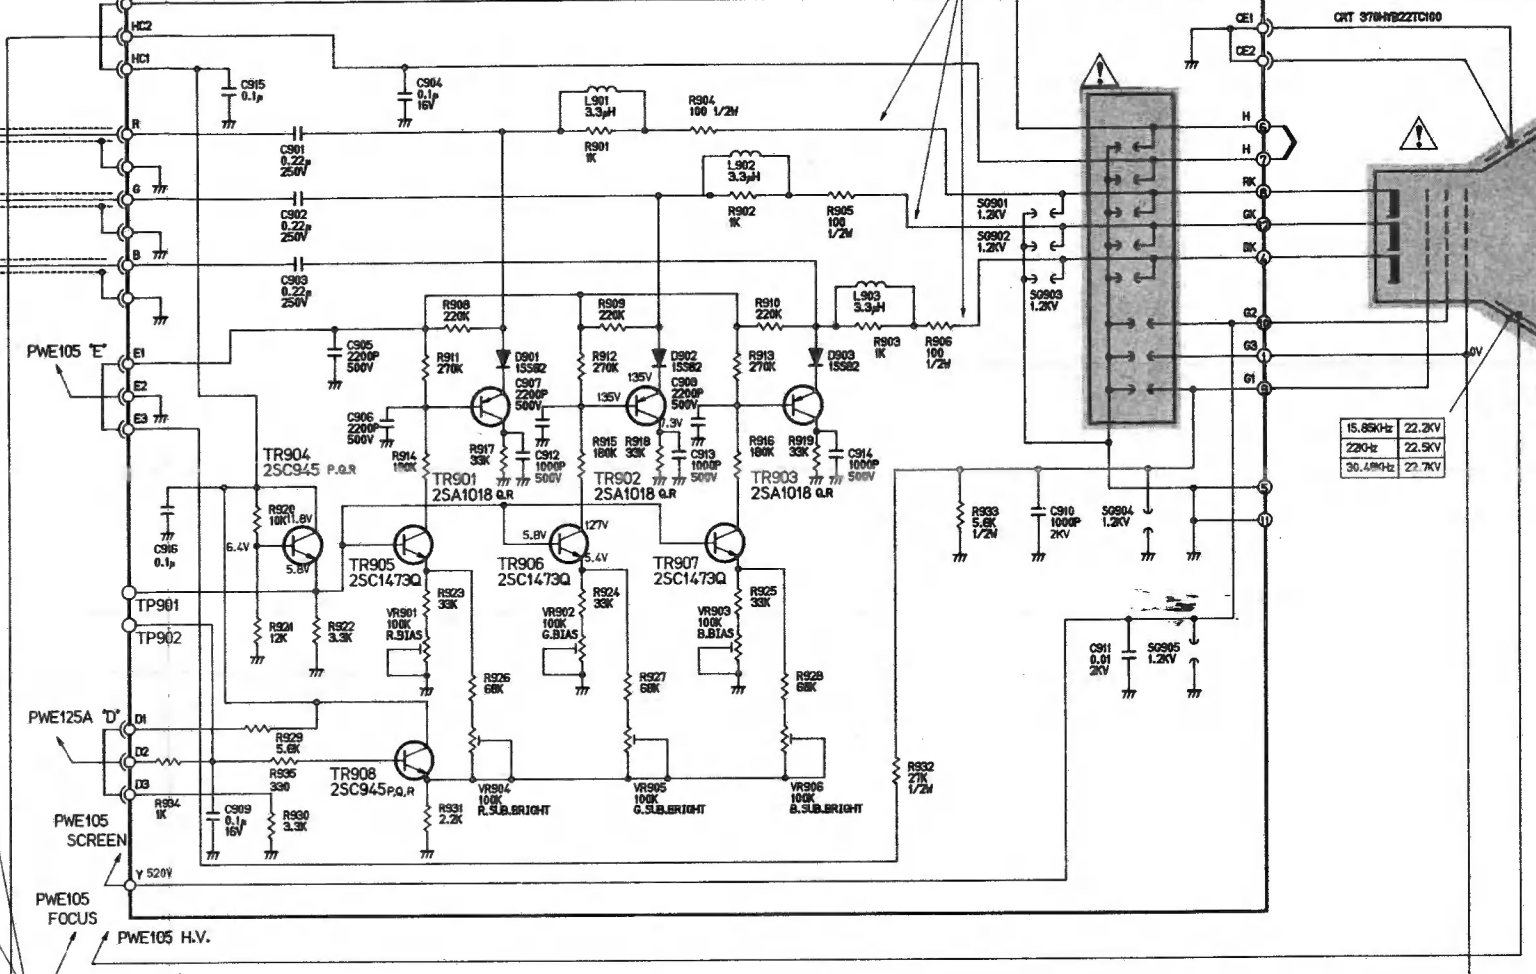 HC2
HC1
C915
0.1μ
C904
0.1μ
16V
L901
3.3μH
R901
1K
R904
100 1/2W
CE1
CE2
CRT 370HYB22TC100
R
C901
0.22μ
250V
L902
3.3μH
R902
1K
R905
100
1/2W
G
C902
0.22μ
250V
B
C903
0.22μ
250V
SG901
1.2KV
SG902
1.2KV
SG903
1.2KV
H
6
H
7
RK
8
GK
BK
4
G2
10
G3
1
G1
9
5
11
0V
R908
220K
R909
220K
R910
220K
L903
3.3μH
R903
1K
R906
100
1/2W
PWE105 "E"
E1
E2
E3
C905
2200P
500V
R911
270K
D901
1SS82
C907
2200P
500V
R912
270K
135V
135V
D902
1SS82
C908
2200P
500V
7.3V
R913
270K
D903
1SS82
C906
2200P
500V
R914
180K
R917
33K
C912
1000P
500V
R915
180K
R918
33K
C913
1000P
500V
R916
180K
R919
33K
C914
1000P
500V
TR904
2SC945 P.Q.R
TR901
2SA1018 Q.R
TR902
2SA1018 Q.R
TR903
2SA1018 Q.R
15.85KHz 22.2KV
22KHz 22.5KV
30.48KHz 22.7KV
C916
0.1μ
R920
10K
11.8V
6.4V
5.8V
TR905
2SC1473Q
5.8V
127V
5.4V
TR906
2SC1473Q
TR907
2SC1473Q
R933
5.6K
1/2W
C910
1000P
2KV
SG904
1.2KV
TP901
TP902
R921
12K
R922
3.3K
R923
33K
VR901
100K
R.BIAS
R924
33K
VR902
100K
G.BIAS
R925
33K
VR903
100K
B.BIAS
C911
0.01
2KV
SG905
1.2KV
R926
68K
R927
68K
R928
68K
PWE125A "D"
D1
D2
D3
R929
5.6K
R935
330
R934
1K
C909
0.1μ
16V
R930
3.3K
TR908
2SC945 P,Q,R
R931
2.2K
VR904
100K
R.SUB.BRIGHT
VR905
100K
G.SUB.BRIGHT
VR906
100K
B.SUB.BRIGHT
R932
27K
1/2W
PWE105
SCREEN
Y 520V
PWE105
FOCUS
PWE105 H.V.